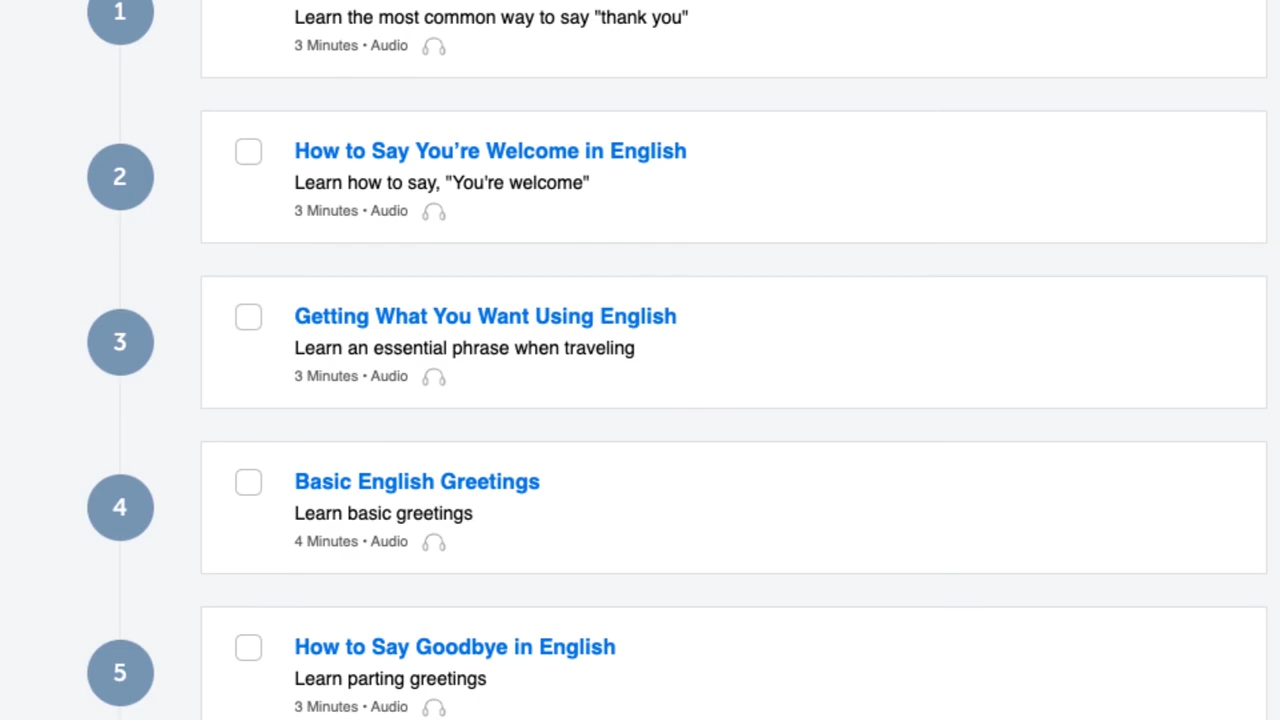 1
Learn the most common way to say "thank you"
3 Minutes • Audio
2
How to Say You’re Welcome in English
Learn how to say, "You're welcome"
3 Minutes • Audio
3
Getting What You Want Using English
Learn an essential phrase when traveling
3 Minutes • Audio
4
Basic English Greetings
Learn basic greetings
4 Minutes • Audio
5
How to Say Goodbye in English
Learn parting greetings
3 Minutes • Audio